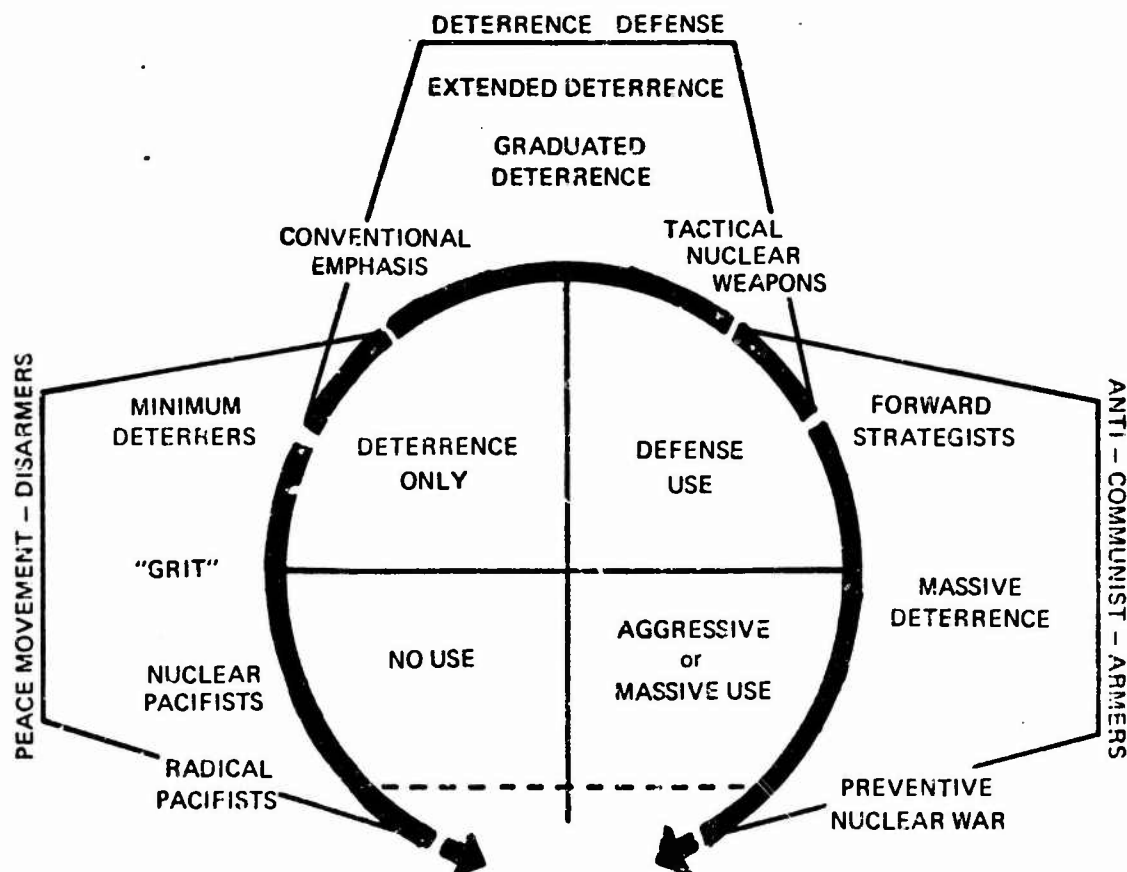 DETERRENCE DEFENSE
EXTENDED DETERRENCE
GRADUATED
DETERRENCE
CONVENTIONAL
EMPHASIS
TACTICAL
NUCLEAR
WEAPONS
PEACE MOVEMENT – DISARMERS
MINIMUM
DETERRERS
"GRIT"
NUCLEAR
PACIFISTS
RADICAL
PACIFISTS
DETERRENCE
ONLY
DEFENSE
USE
NO USE
AGGRESSIVE
or
MASSIVE USE
FORWARD
STRATEGISTS
MASSIVE
DETERRENCE
PREVENTIVE
NUCLEAR WAR
ANTI – COMMUNIST – ARMERS